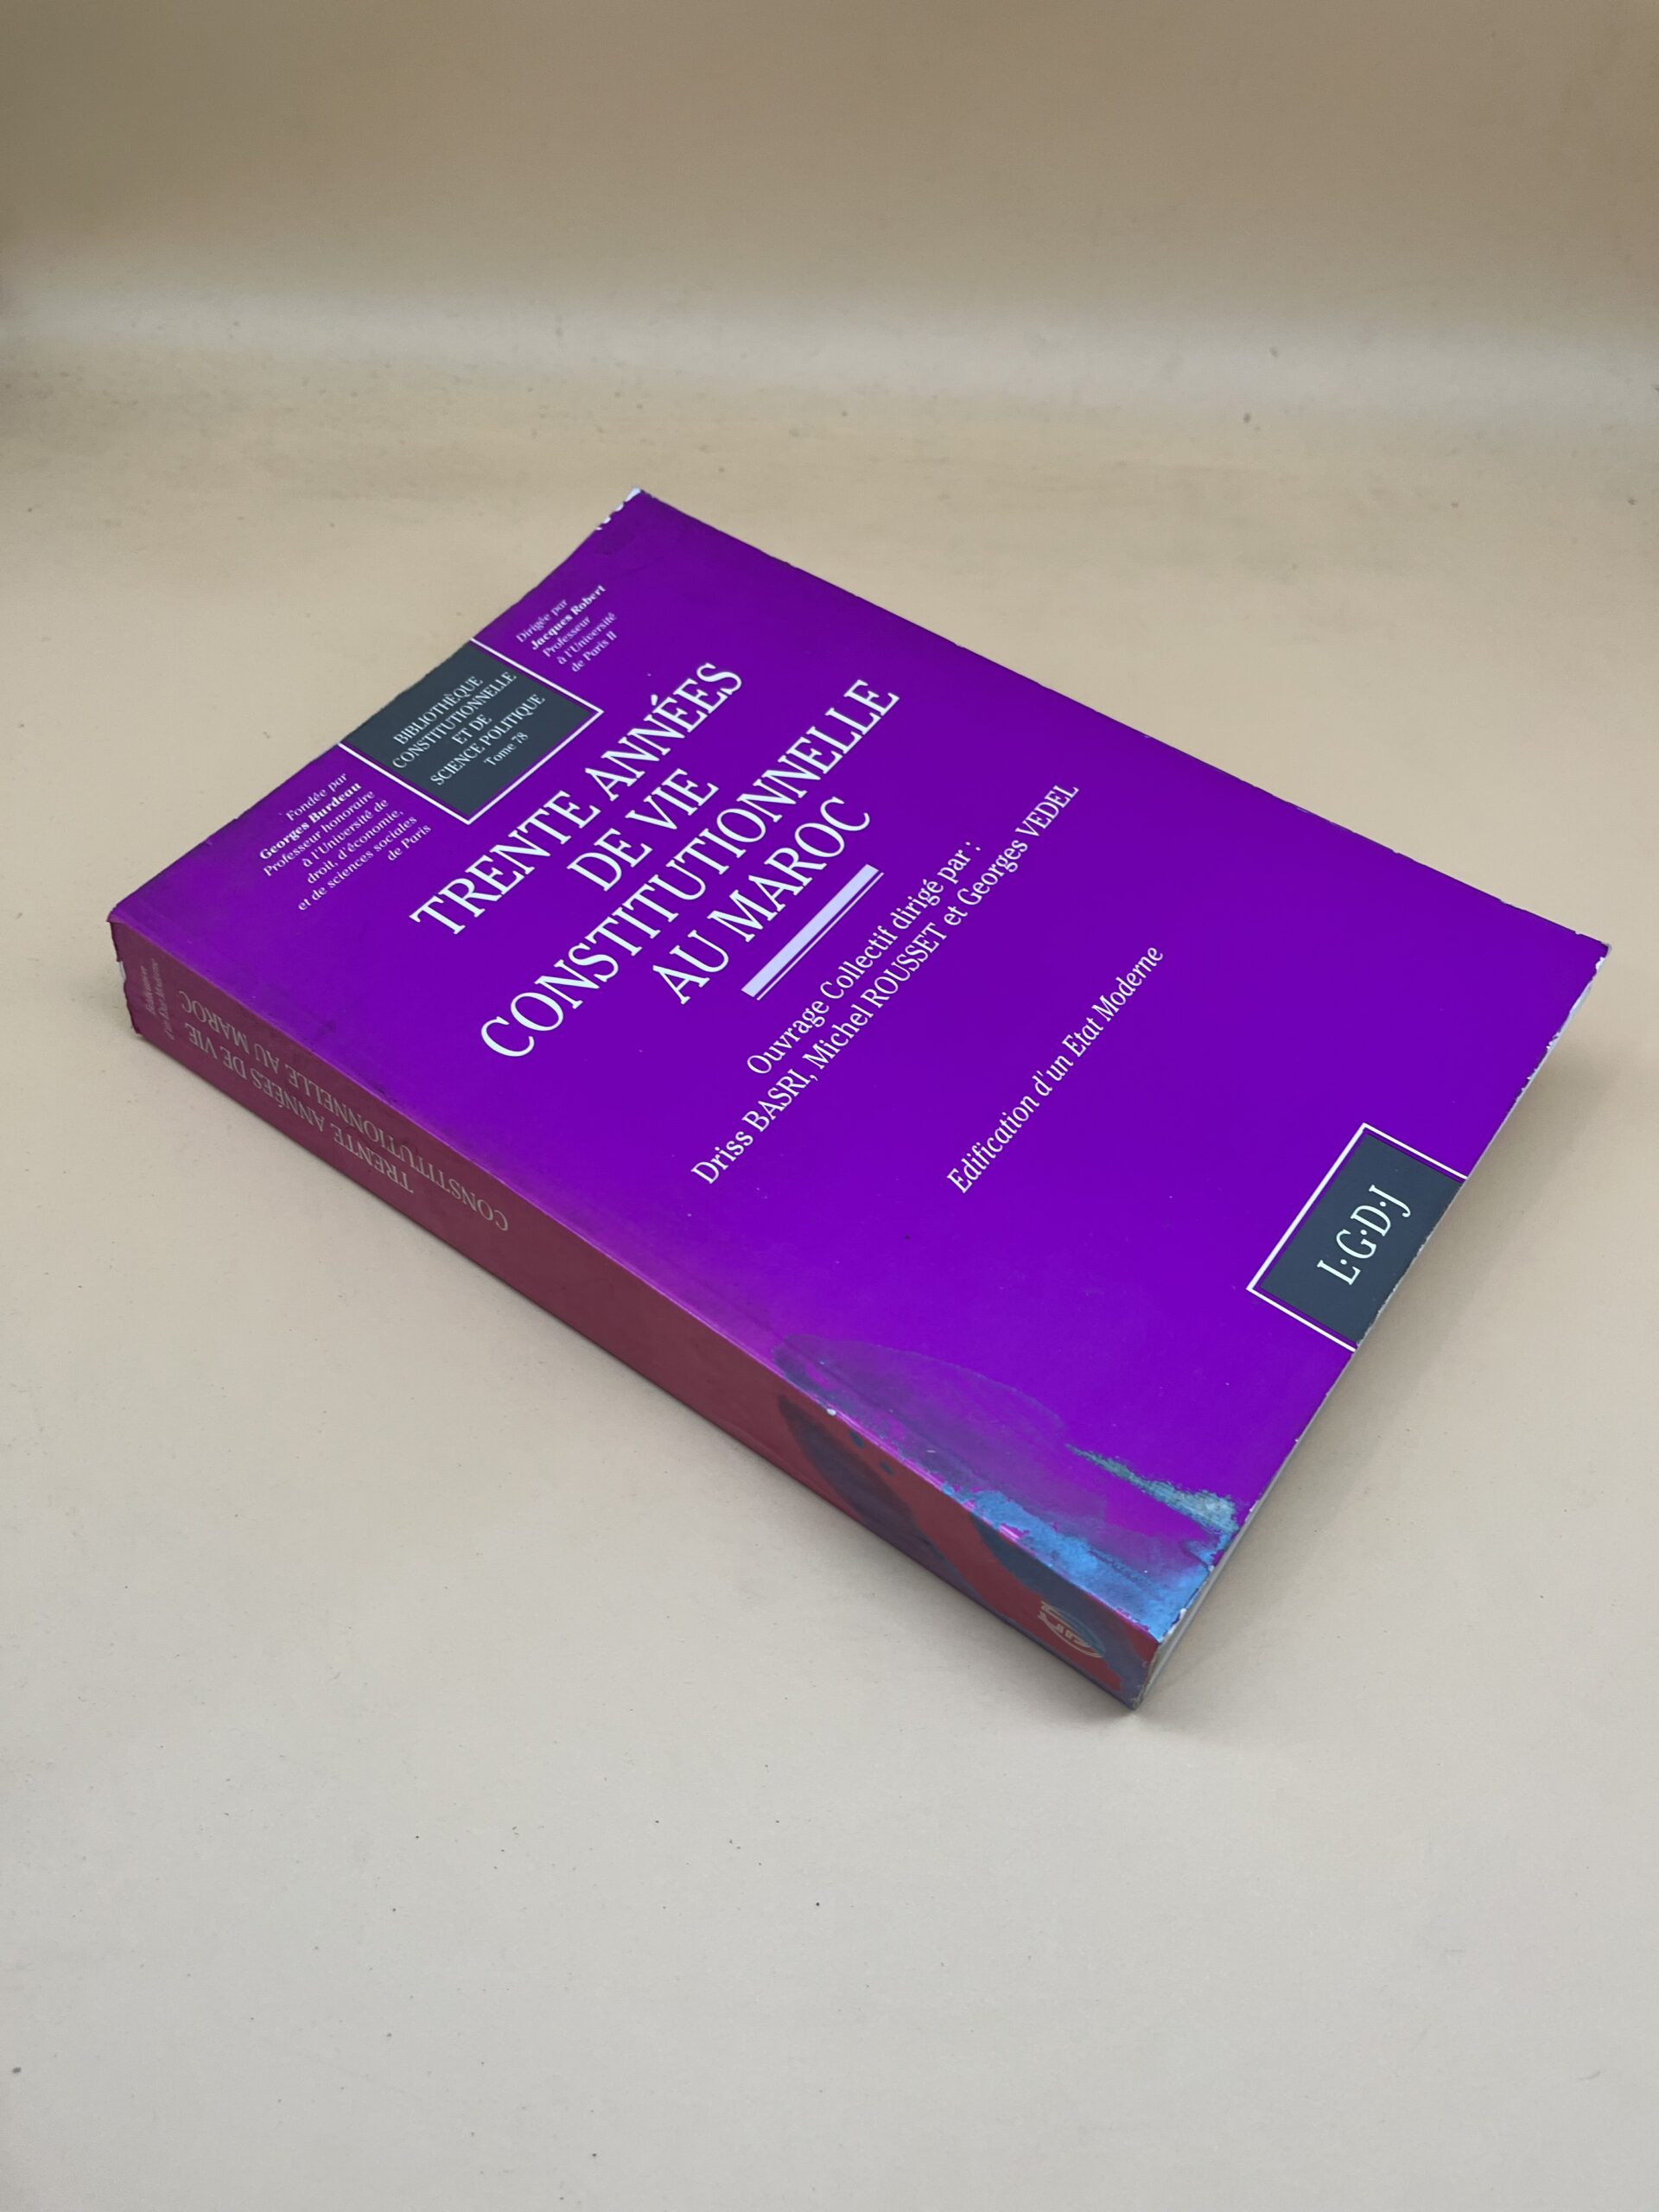 Fondée par
Georges Burdeau
Professeur honoraire
à l'Université de
droit, d'économie,
et de sciences sociales
de Paris
BIBLIOTHÈQUE
CONSTITUTIONNELLE
ET DE
SCIENCE POLITIQUE
Tome 78
Dirigée par
Jacques Robert
Professeur
à l'Université
de Paris II
TRENTE ANNÉES
DE VIE
CONSTITUTIONNELLE
AU MAROC
Ouvrage Collectif dirigé par :
Driss BASRI, Michel ROUSSET et Georges VEDEL
Edification d'un Etat Moderne
L·G·D·J
TRENTE ANNÉES DE VIE
CONSTITUTIONNELLE AU MAROC